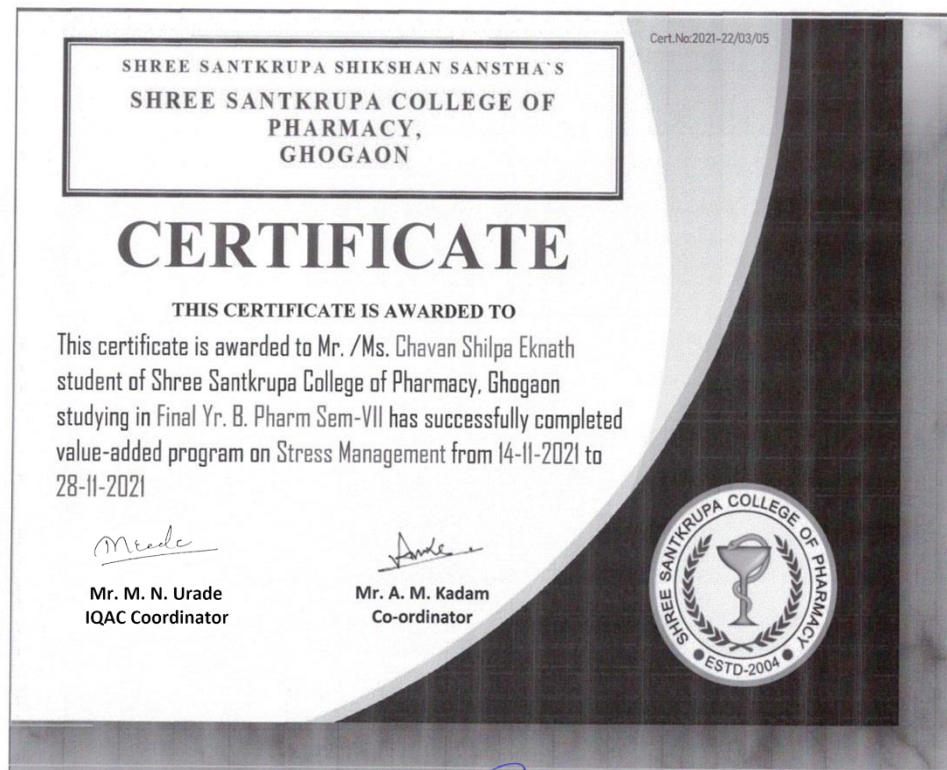 Cert.No:2021-22/03/05
SHREE SANTKRUPA SHIKSHAN SANSTHA`S
SHREE SANTKRUPA COLLEGE OF
PHARMACY,
GHOGAON
CERTIFICATE
THIS CERTIFICATE IS AWARDED TO
This certificate is awarded to Mr. /Ms. Chavan Shilpa Eknath
student of Shree Santkrupa College of Pharmacy, Ghogaon
studying in Final Yr. B. Pharm Sem-VII has successfully completed
value-added program on Stress Management from 14-11-2021 to
28-11-2021
Mr. M. N. Urade
IQAC Coordinator
Mr. A. M. Kadam
Co-ordinator
SHREE SANTKRUPA COLLEGE OF PHARMACY
ESTD-2004